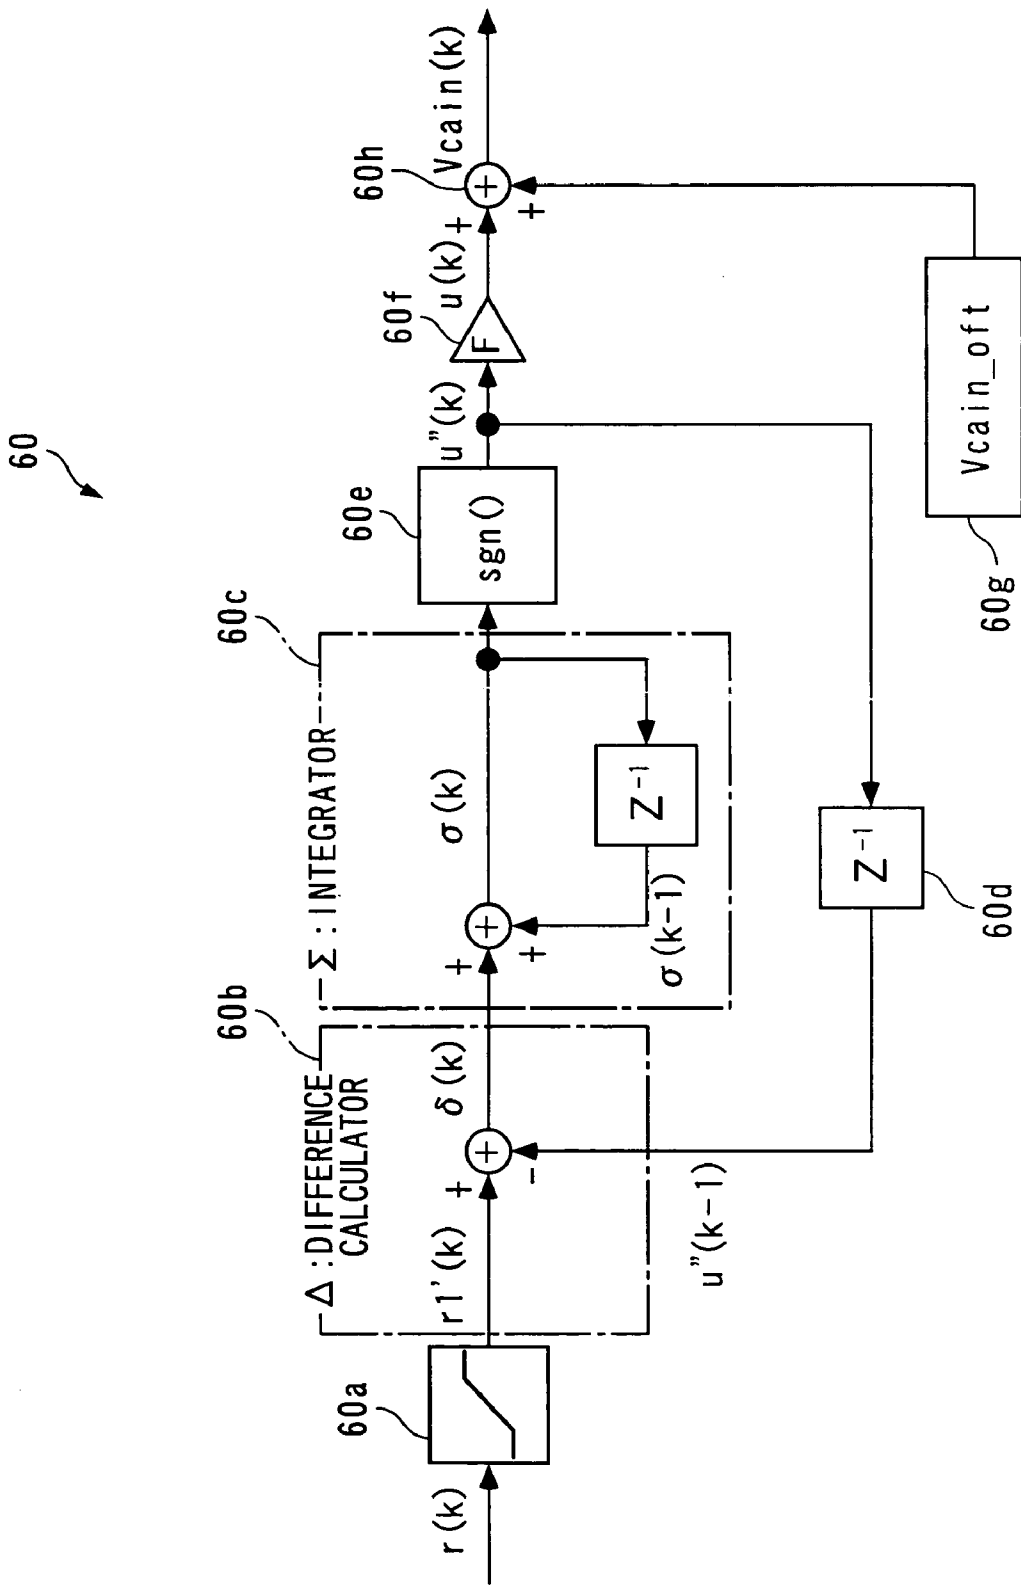 60
Δ:DIFFERENCE
CALCULATOR
60b
Σ:INTEGRATOR
60c
60a
60e
60f
60h
r(k)
r1'(k)
+
+
-
δ(k)
+
+
+
σ(k)
sgn()
u"(k)
F
u(k)
+
+
+
Vcain(k)
Z⁻¹
σ(k-1)
u"(k-1)
Z⁻¹
60d
Vcain_oft
60g